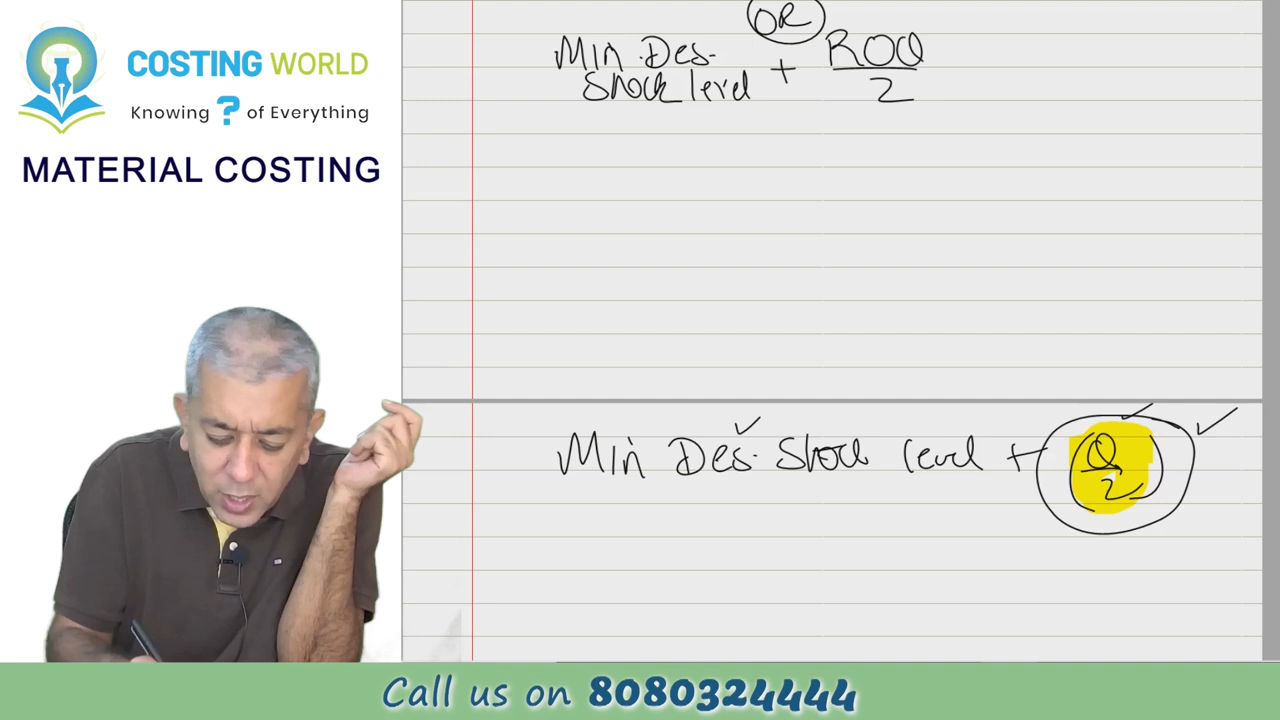 COSTING WORLD
Knowing ? of Everything
MATERIAL COSTING
OR
Min Des.
Stock level + ROQ
2
Min Des. Stock level + Q
2
Call us on 8080324444